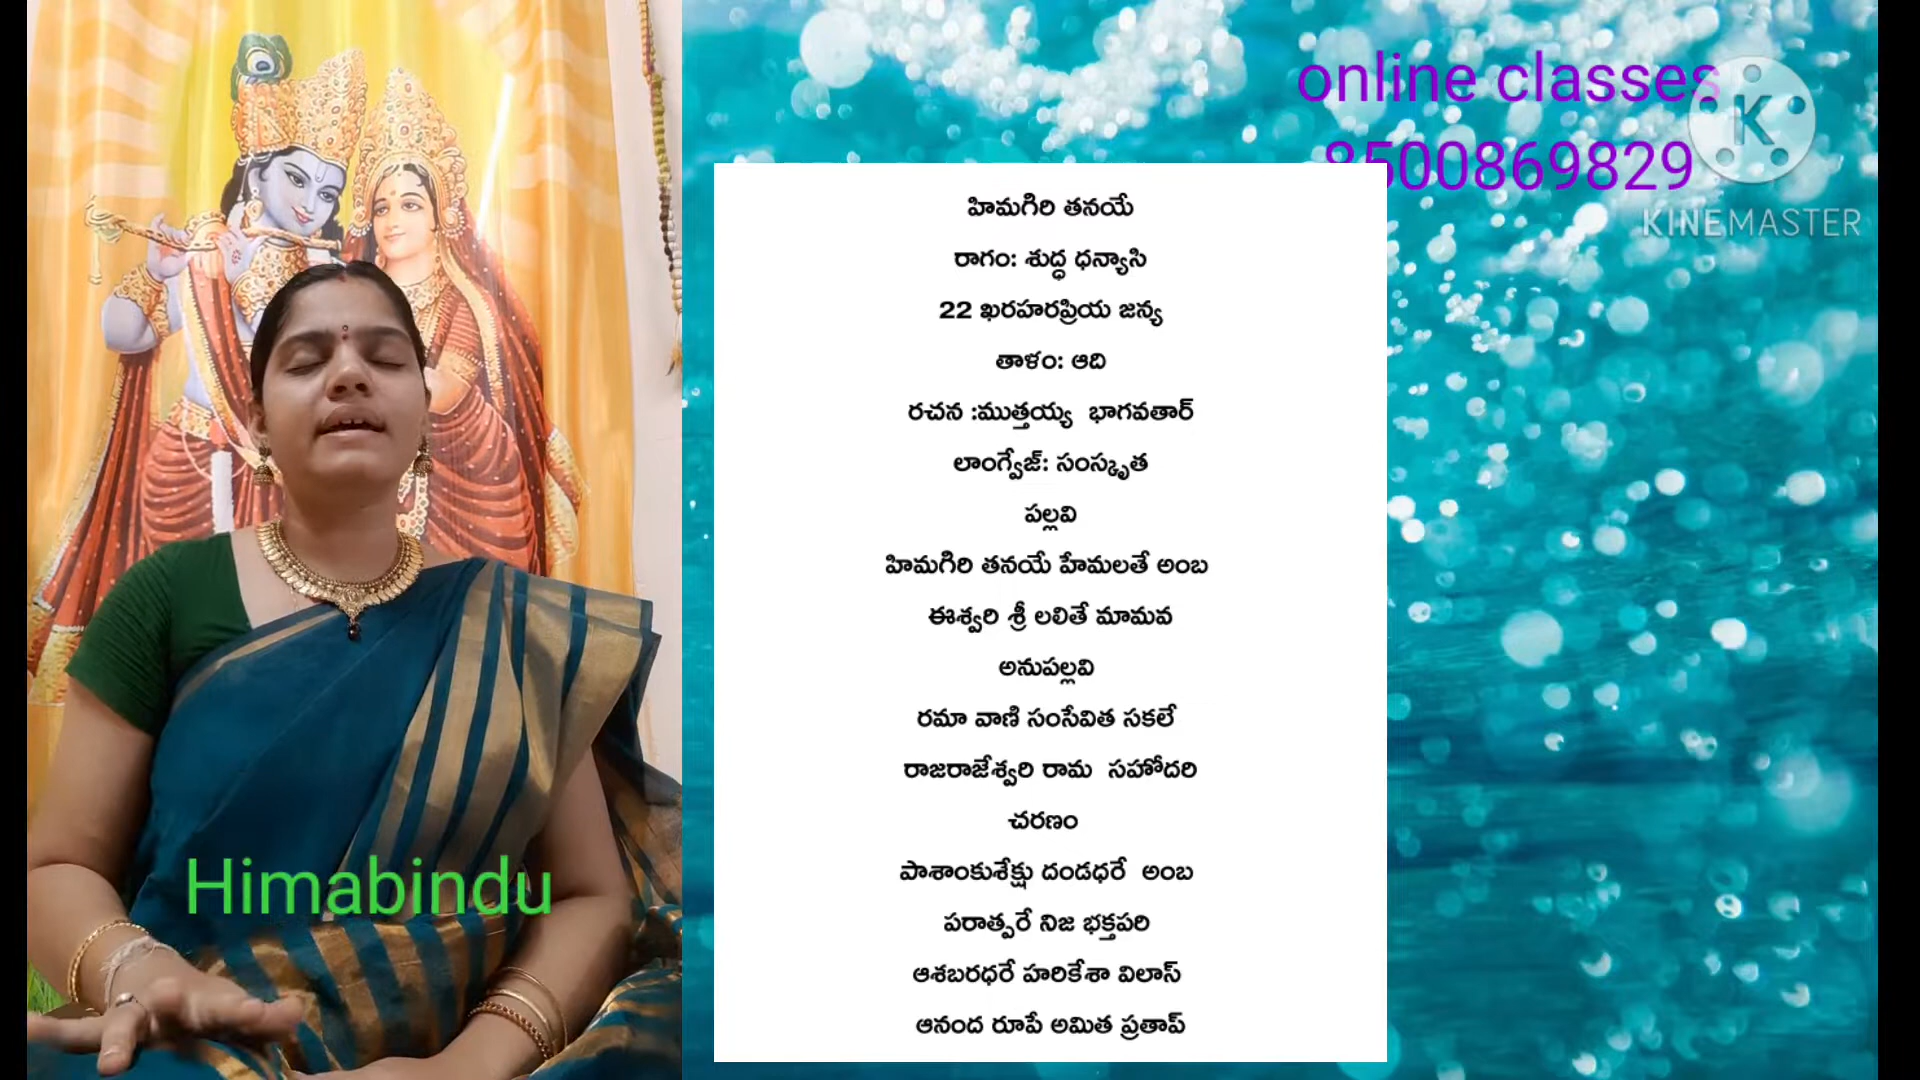 online classes
8500869829
KINEMASTER
హిమగిరి తనయే
రాగం: శుద్ధ ధన్యాసి
22 ఖరహరప్రియ జన్య
తాళం: ఆది
రచన :ముత్తయ్య భాగవతార్
లాంగ్వేజ్: సంస్కృత
పల్లవి
హిమగిరి తనయే హేమలతే అంబ
ఈశ్వరి శ్రీ లలితే మామవ
అనుపల్లవి
రమా వాణి సంసేవిత సకలే
రాజరాజేశ్వరి రామ సహోదరి
చరణం
పాశాంకుశేక్షు దండధరే అంబ
పరాత్పరే నిజ భక్తపరి
ఆశబరధరే హరికేశా విలాస్
ఆనంద రూపే అమిత ప్రతాప్
Himabindu